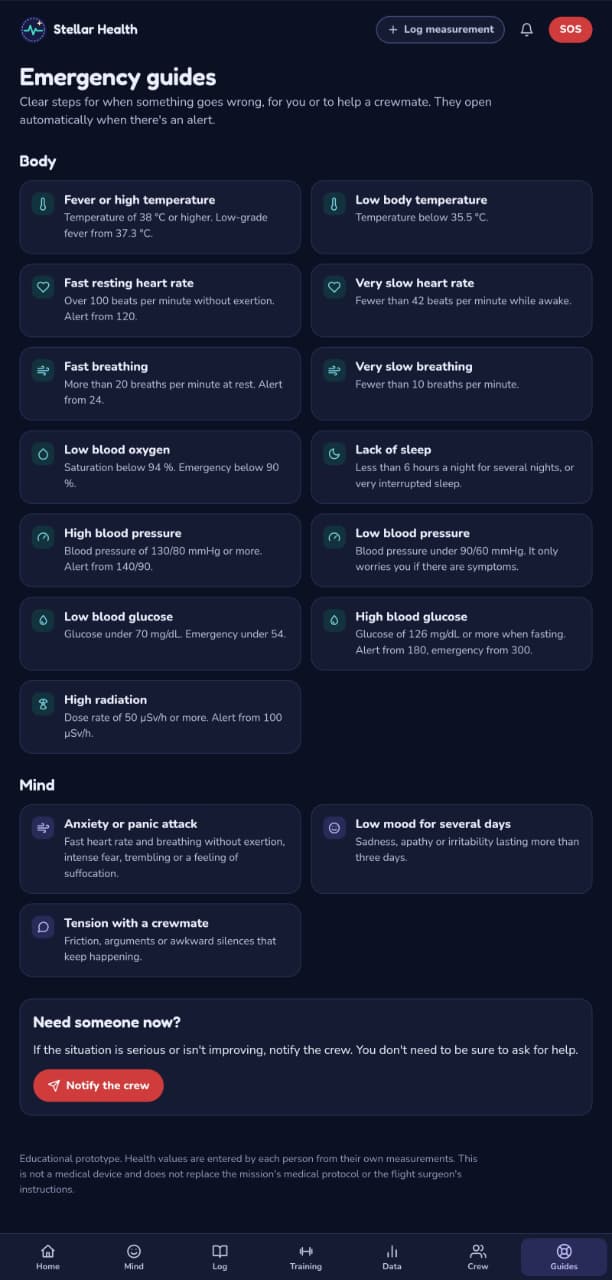 Stellar Health
Log measurement
SOS
Emergency guides
Clear steps for when something goes wrong, for you or to help a crewmate. They open
automatically when there's an alert.
Body
Fever or high temperature
Temperature of 38 °C or higher. Low-grade
fever from 37.3 °C.
Low body temperature
Temperature below 35.5 °C.
Fast resting heart rate
Over 100 beats per minute without exertion.
Alert from 120.
Very slow heart rate
Fewer than 42 beats per minute while awake.
Fast breathing
More than 20 breaths per minute at rest. Alert
from 24.
Very slow breathing
Fewer than 10 breaths per minute.
Low blood oxygen
Saturation below 94 %. Emergency below 90
%.
Lack of sleep
Less than 6 hours a night for several nights, or
very interrupted sleep.
High blood pressure
Blood pressure of 130/80 mmHg or more.
Alert from 140/90.
Low blood pressure
Blood pressure under 90/60 mmHg. It only
worries you if there are symptoms.
Low blood glucose
Glucose under 70 mg/dL. Emergency under 54.
High blood glucose
Glucose of 126 mg/dL or more when fasting.
Alert from 180, emergency from 300.
High radiation
Dose rate of 50 μSv/h or more. Alert from 100
μSv/h.
Mind
Anxiety or panic attack
Fast heart rate and breathing without exertion,
intense fear, trembling or a feeling of
suffocation.
Low mood for several days
Sadness, apathy or irritability lasting more than
three days.
Tension with a crewmate
Friction, arguments or awkward silences that
keep happening.
Need someone now?
If the situation is serious or isn't improving, notify the crew. You don't need to be sure to ask for help.
Notify the crew
Educational prototype. Health values are entered by each person from their own measurements. This
is not a medical device and does not replace the mission's medical protocol or the flight surgeon's
instructions.
Home
Mind
Log
Training
Data
Crew
Guides